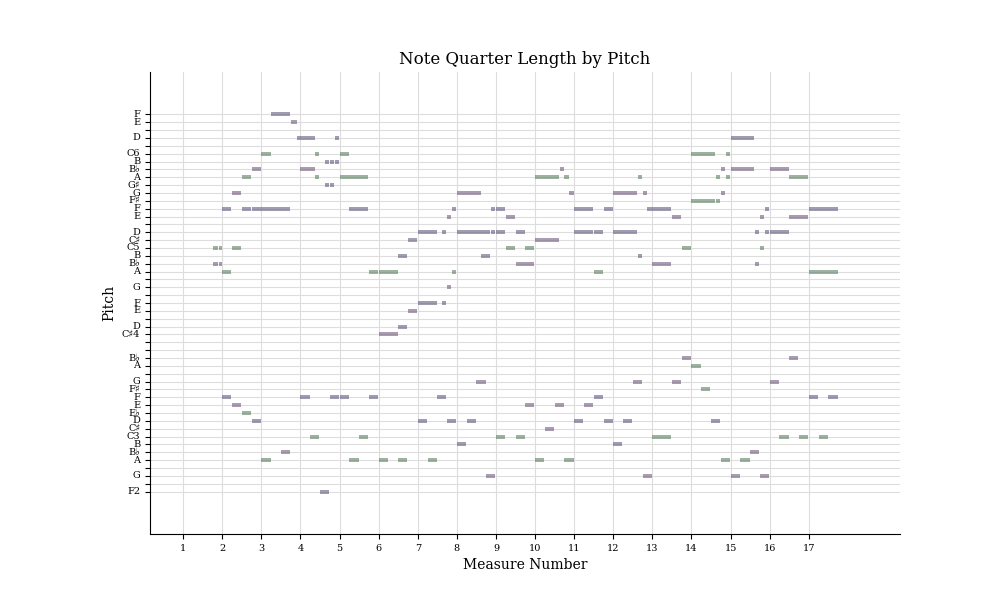 Note Quarter Length by Pitch
F
E
D
C6
B
B♭
A
G♯
G
F♯
F
E
D
C♯
C5
B
B♭
A
G
F
E
D
C♯4
B♭
A
G
F♯
F
E
E♭
D
C♯
C3
B
B♭
A
G
F2
Pitch
1 2 3 4 5 6 7 8 9 10 11 12 13 14 15 16 17
Measure Number